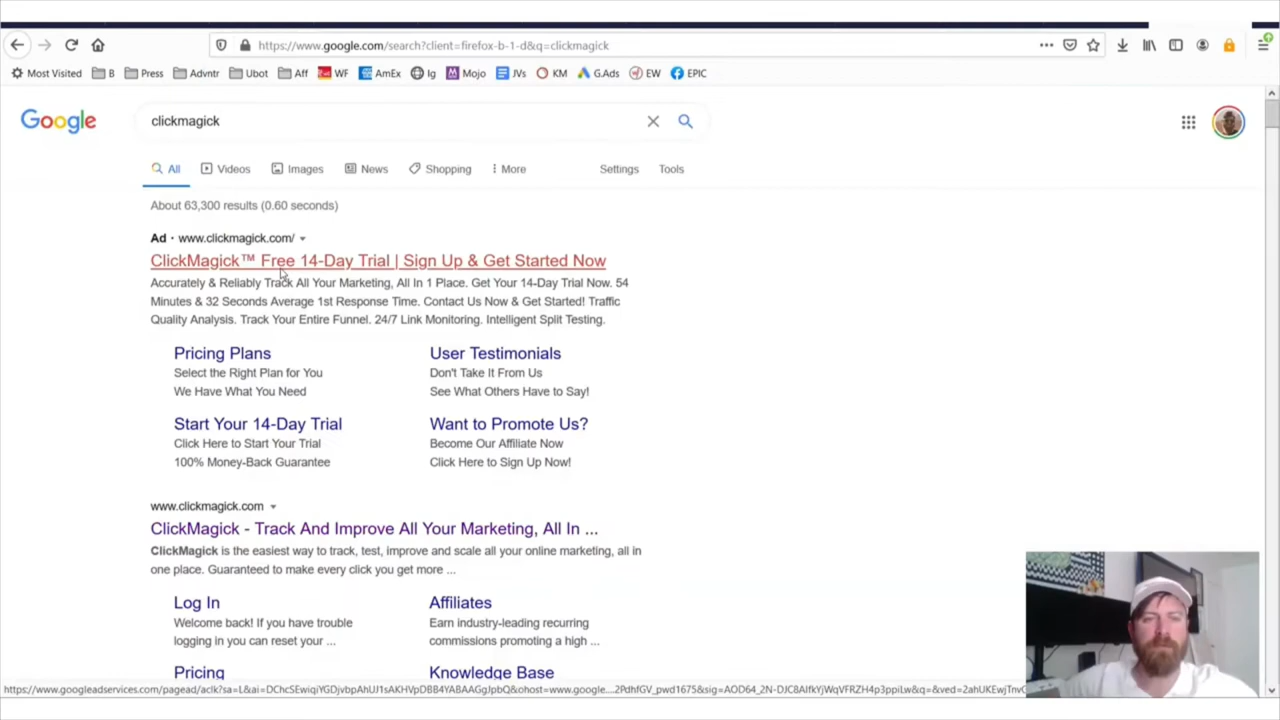 https://www.google.com/search?client=firefox-b-1-d&q=clickmagick
Most Visited B Press Advntr Ubot Aff WF AmEx Ig Mojo JVs KM G.Ads EW EPIC
Google
clickmagick
All Videos Images News Shopping More Settings Tools
About 63,300 results (0.60 seconds)
Ad · www.clickmagick.com/
ClickMagick™ Free 14-Day Trial | Sign Up & Get Started Now
Accurately & Reliably Track All Your Marketing, All In 1 Place. Get Your 14-Day Trial Now. 54
Minutes & 32 Seconds Average 1st Response Time. Contact Us Now & Get Started! Traffic
Quality Analysis. Track Your Entire Funnel. 24/7 Link Monitoring. Intelligent Split Testing.
Pricing Plans
Select the Right Plan for You
We Have What You Need
User Testimonials
Don't Take It From Us
See What Others Have to Say!
Start Your 14-Day Trial
Click Here to Start Your Trial
100% Money-Back Guarantee
Want to Promote Us?
Become Our Affiliate Now
Click Here to Sign Up Now!
www.clickmagick.com
ClickMagick - Track And Improve All Your Marketing, All In ...
ClickMagick is the easiest way to track, test, improve and scale all your online marketing, all in
one place. Guaranteed to make every click you get more ...
Log In
Welcome back! If you have trouble
logging in you can reset your ...
Affiliates
Earn industry-leading recurring
commissions promoting a high ...
Pricing
Knowledge Base